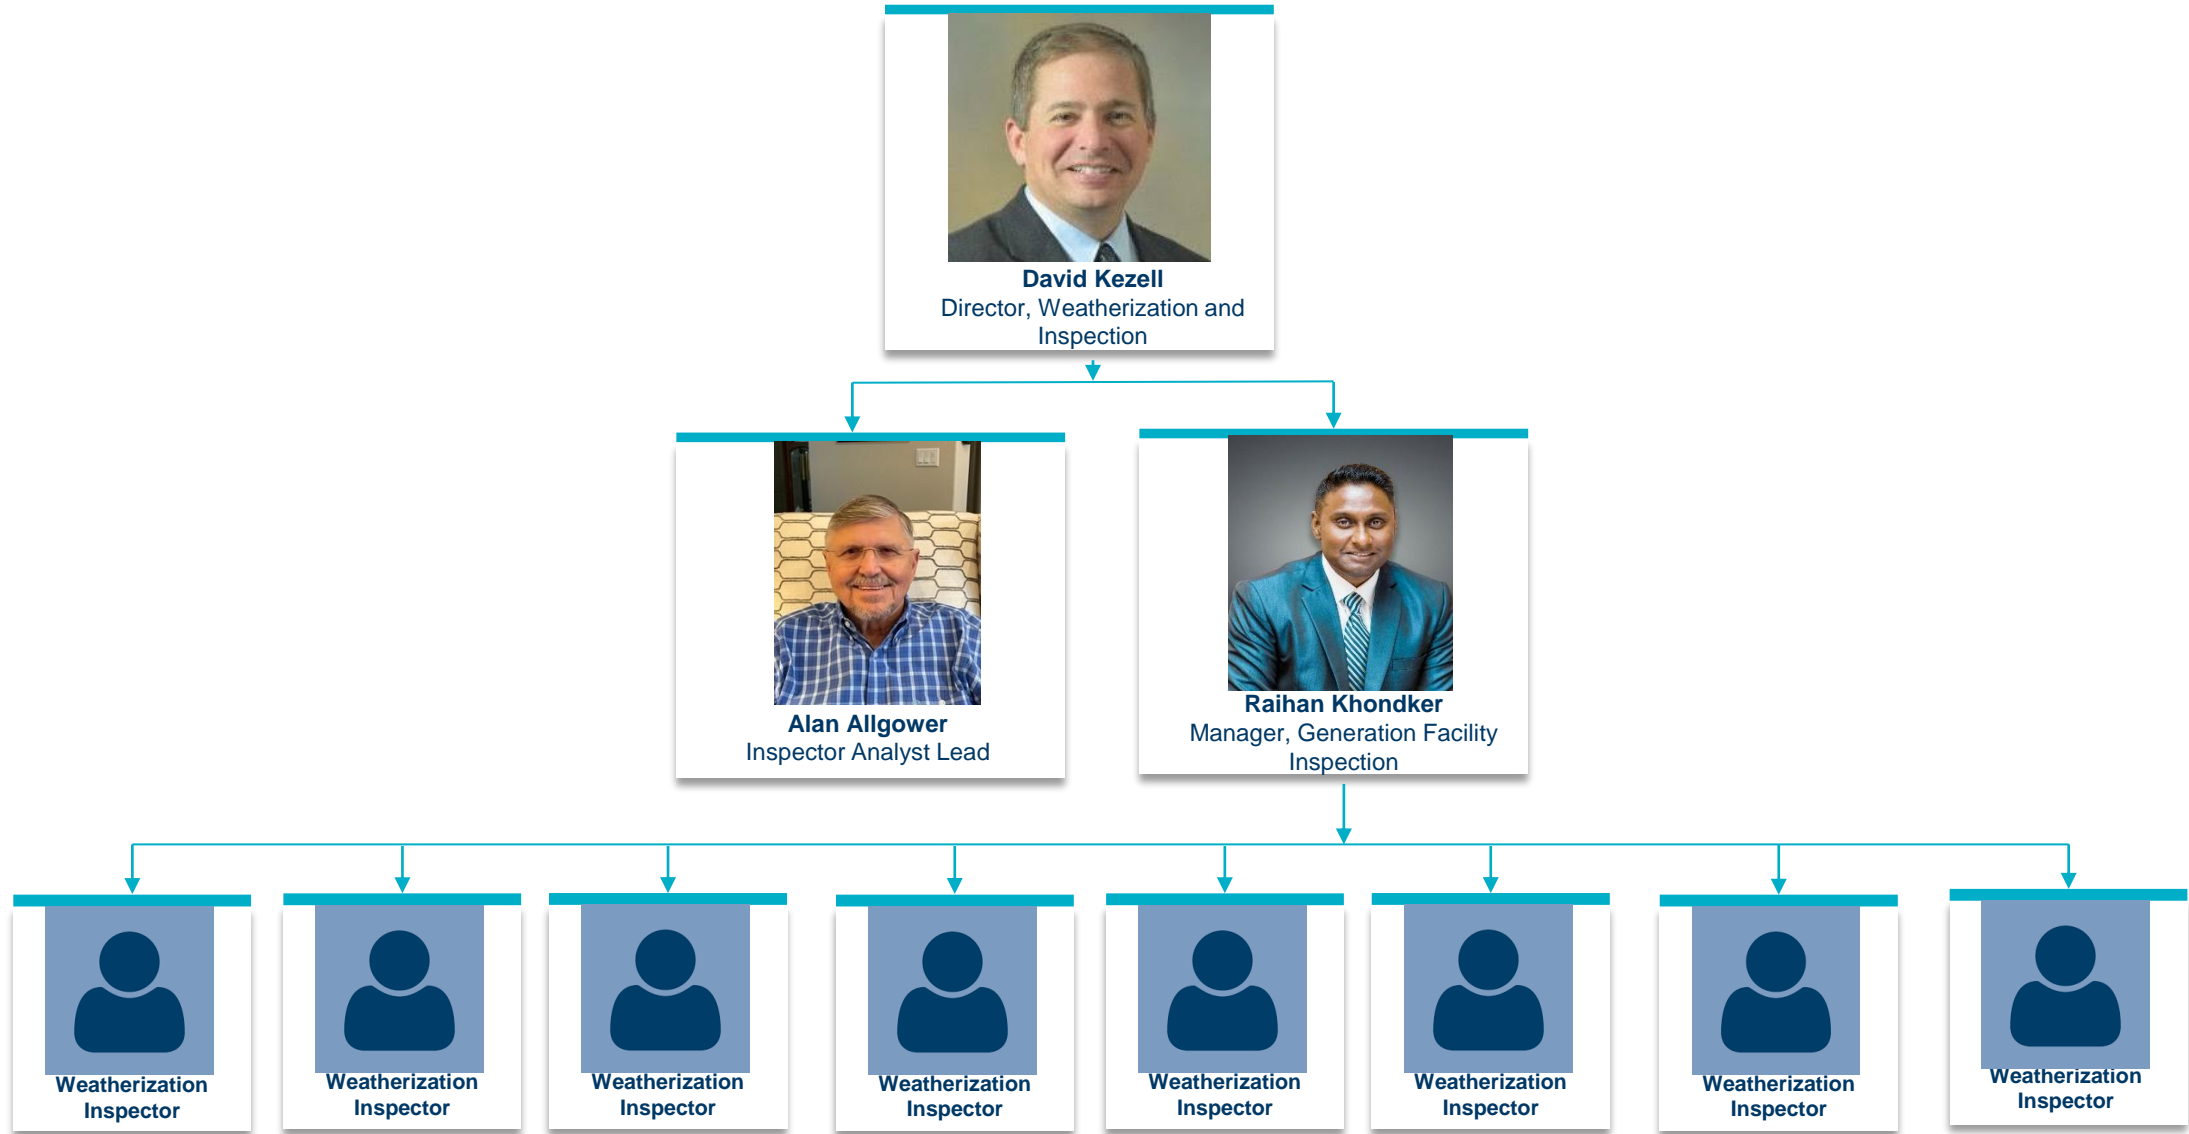 David Kezell
Director, Weatherization and
Inspection
Alan Allgower
Inspector Analyst Lead
Raihan Khondker
Manager, Generation Facility
Inspection
Weatherization
Inspector
Weatherization
Inspector
Weatherization
Inspector
Weatherization
Inspector
Weatherization
Inspector
Weatherization
Inspector
Weatherization
Inspector
Weatherization
Inspector